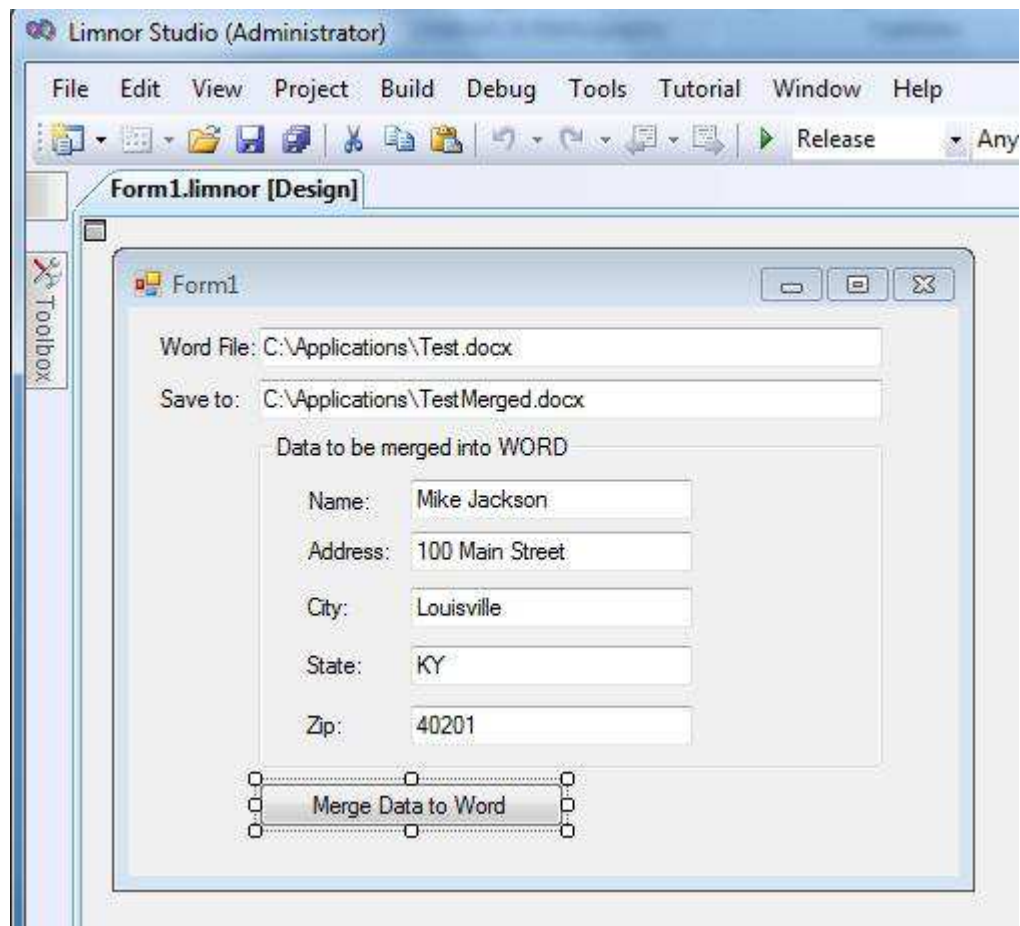 Limnor Studio (Administrator)
File Edit View Project Build Debug Tools Tutorial Window Help
Release Any
Form1.limnor [Design]
Toolbox
Form1
Word File: C:\Applications\Test.docx
Save to: C:\Applications\TestMerged.docx
Data to be merged into WORD
Name: Mike Jackson
Address: 100 Main Street
City: Louisville
State: KY
Zip: 40201
Merge Data to Word